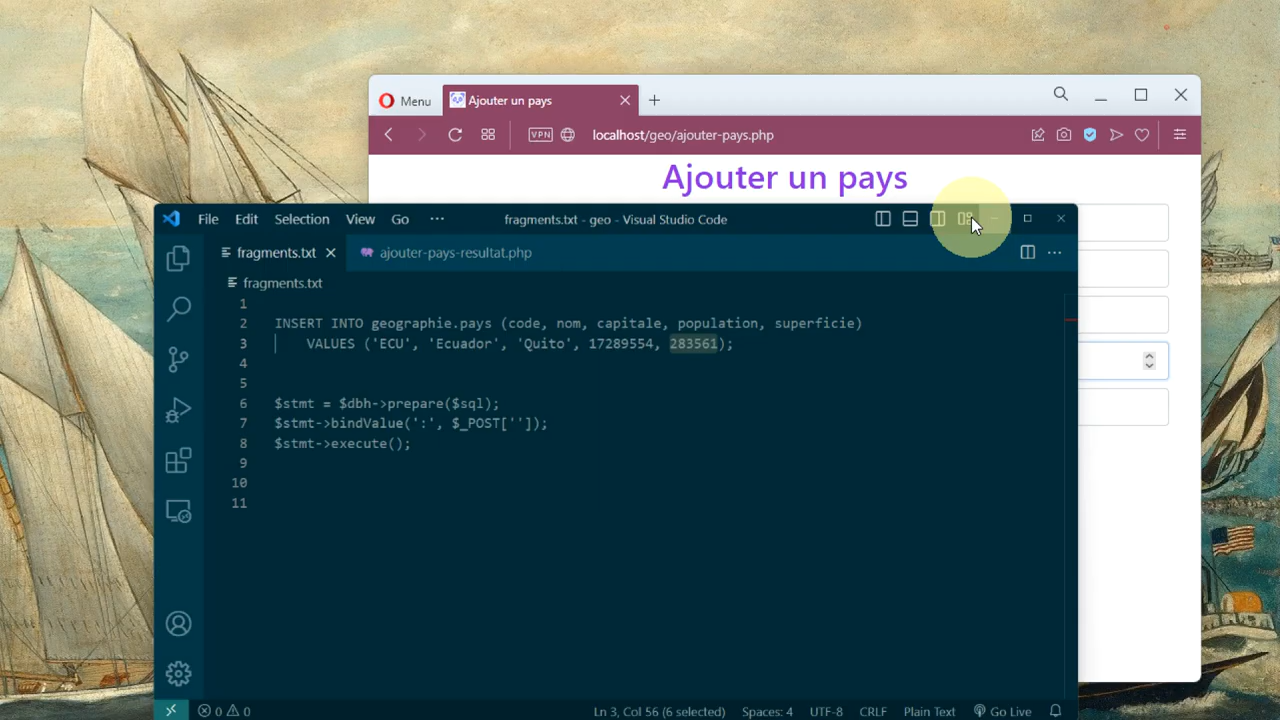 Menu
Ajouter un pays
VPN
localhost/geo/ajouter-pays.php
Ajouter un pays
File Edit Selection View Go ··· fragments.txt - geo - Visual Studio Code
fragments.txt
ajouter-pays-resultat.php
fragments.txt
1
2 INSERT INTO geographie.pays (code, nom, capitale, population, superficie)
3 VALUES ('ECU', 'Ecuador', 'Quito', 17289554, 283561);
4
5
6 $stmt = $dbh->prepare($sql);
7 $stmt->bindValue(':', $_POST['']);
8 $stmt->execute();
9
10
11
0 0 Ln 3, Col 56 (6 selected) Spaces: 4 UTF-8 CRLF Plain Text Go Live